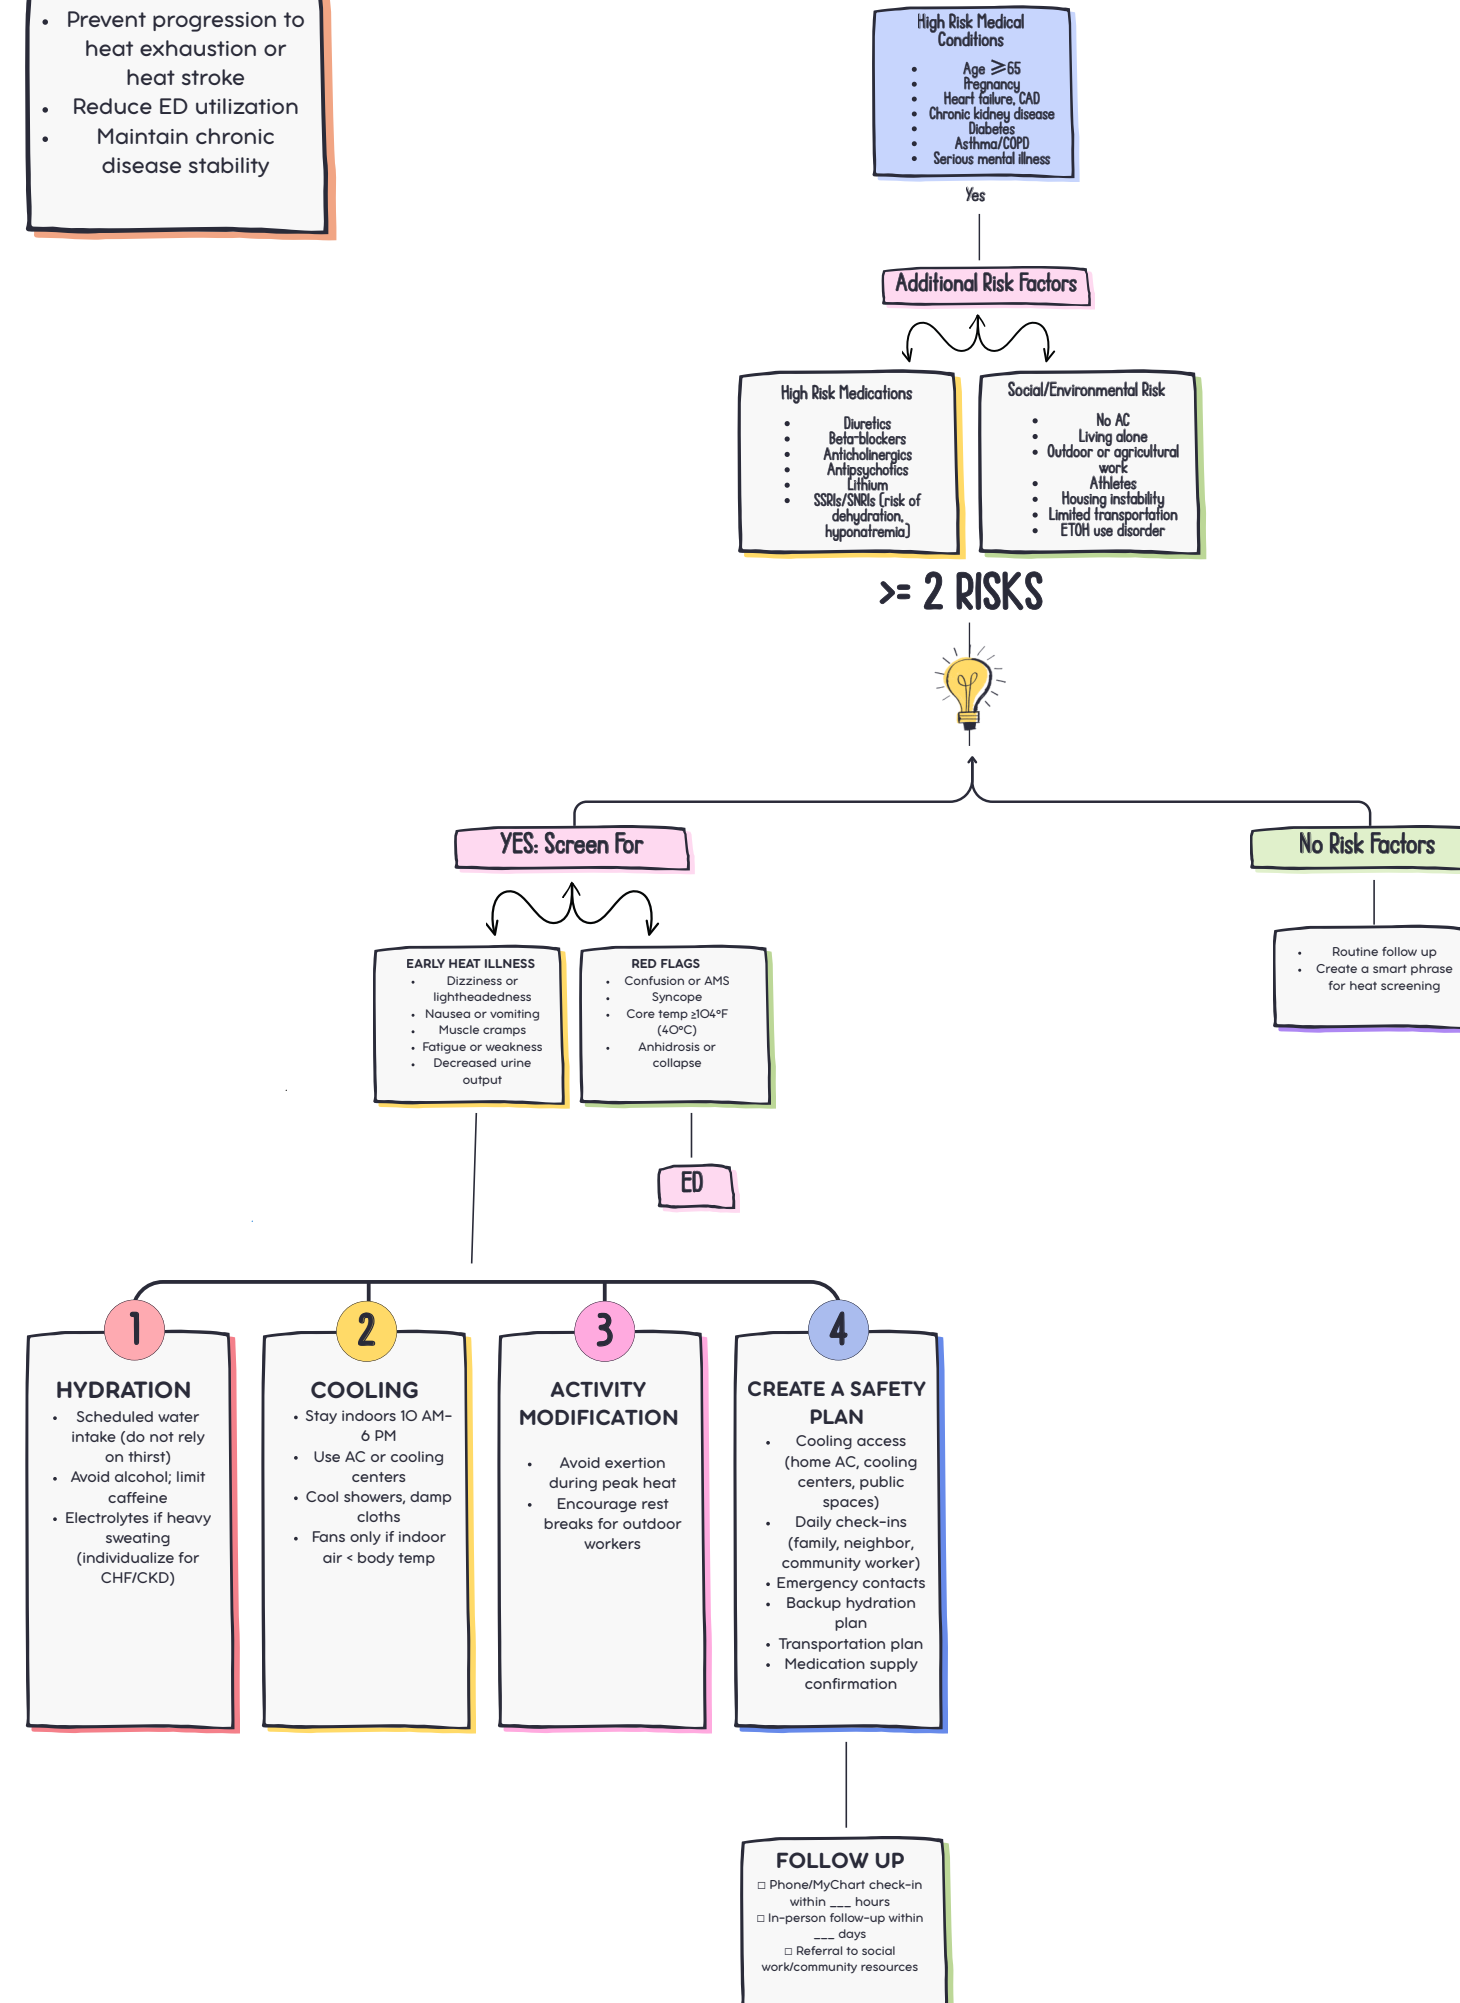 • Prevent progression to
heat exhaustion or
heat stroke
• Reduce ED utilization
• Maintain chronic
disease stability
High Risk Medical
Conditions
• Age ≥65
• Pregnancy
• Heart failure, CAD
• Chronic kidney disease
• Diabetes
• Asthma/COPD
• Serious mental illness
Yes
Additional Risk Factors
High Risk Medications
• Diuretics
• Beta-blockers
• Anticholinergics
• Antipsychotics
• Lithium
• SSRIs/SNRIs (risk of
dehydration,
hyponatremia)
Social/Environmental Risk
• No AC
• Living alone
• Outdoor or agricultural
work
• Athletes
• Housing instability
• Limited transportation
• ETOH use disorder
>= 2 RISKS
YES: Screen For
No Risk Factors
EARLY HEAT ILLNESS
• Dizziness or
lightheadedness
• Nausea or vomiting
• Muscle cramps
• Fatigue or weakness
• Decreased urine
output
RED FLAGS
• Confusion or AMS
• Syncope
• Core temp ≥104°F
(40°C)
• Anhidrosis or
collapse
• Routine follow up
• Create a smart phrase
for heat screening
ED
1
HYDRATION
• Scheduled water
intake (do not rely
on thirst)
• Avoid alcohol; limit
caffeine
• Electrolytes if heavy
sweating
(individualize for
CHF/CKD)
2
COOLING
• Stay indoors 10 AM–
6 PM
• Use AC or cooling
centers
• Cool showers, damp
cloths
• Fans only if indoor
air < body temp
3
ACTIVITY
MODIFICATION
• Avoid exertion
during peak heat
• Encourage rest
breaks for outdoor
workers
4
CREATE A SAFETY
PLAN
• Cooling access
(home AC, cooling
centers, public
spaces)
• Daily check-ins
(family, neighbor,
community worker)
• Emergency contacts
• Backup hydration
plan
• Transportation plan
• Medication supply
confirmation
FOLLOW UP
□ Phone/MyChart check-in
within ___ hours
□ In-person follow-up within
___ days
□ Referral to social
work/community resources